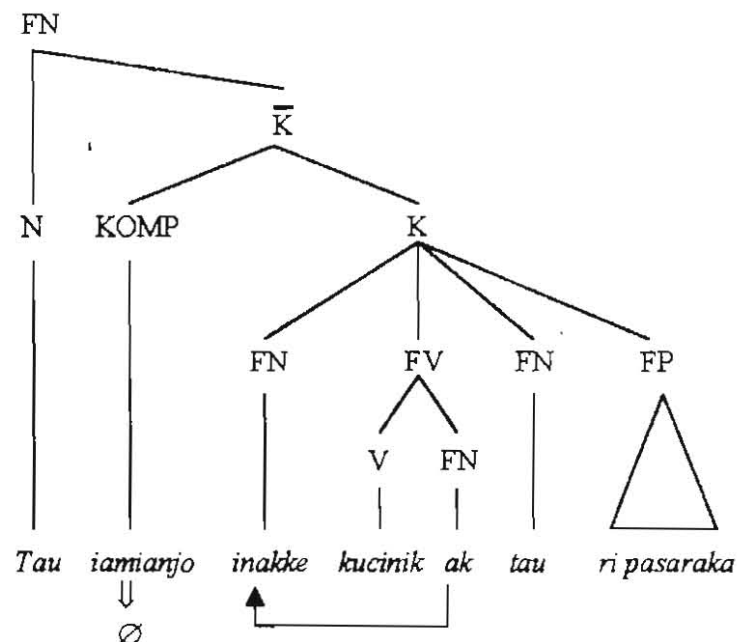 FN
K̅
N KOMP K
FN FV FN FP
V FN
Tau iamianjo inakke kucinik ak tau ri pasaraka
⇓
∅